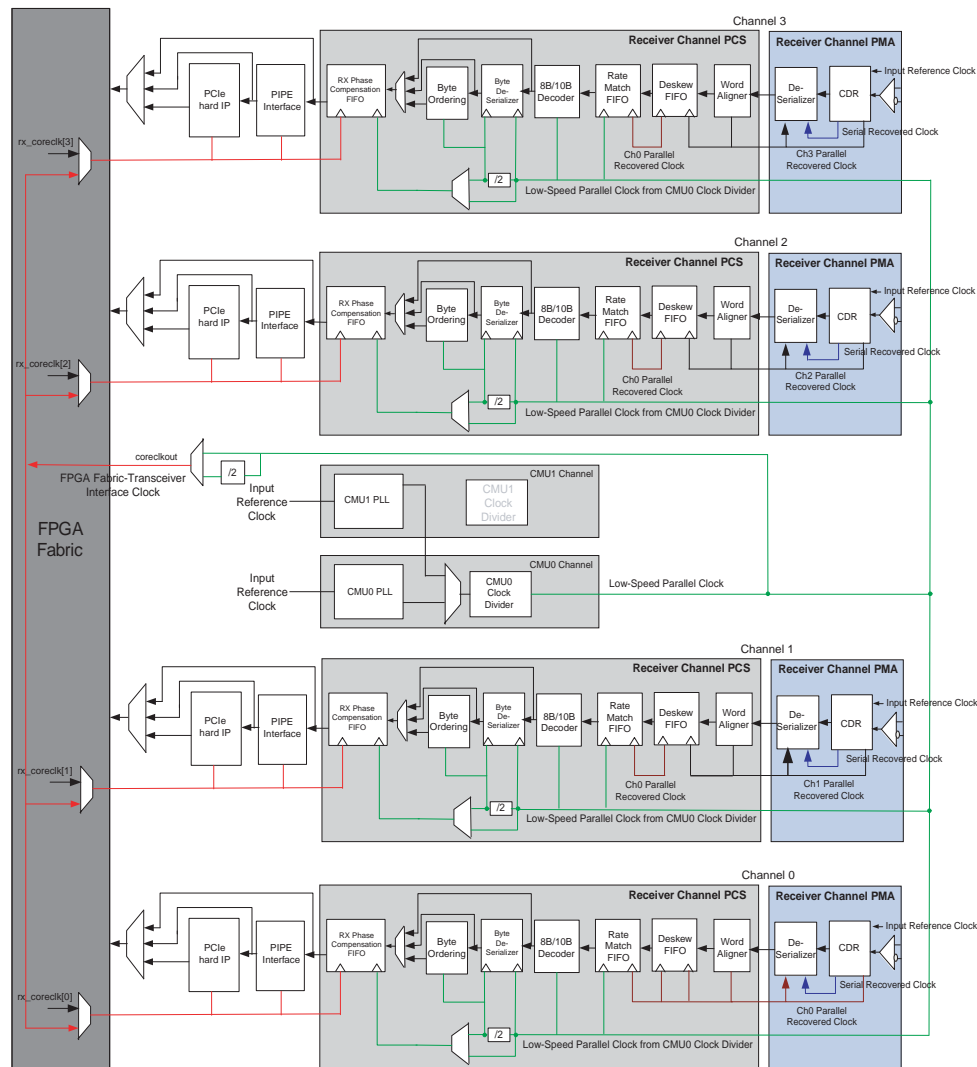 Channel 3
Receiver Channel PCS
Receiver Channel PMA
PCIe
hard IP
PIPE
Interface
RX Phase
Compensation
FIFO
Byte
Ordering
Byte
De-
Serializer
8B/10B
Decoder
Rate
Match
FIFO
Deskew
FIFO
Word
Aligner
De-
Serializer
CDR
Input Reference Clock
Serial Recovered Clock
rx_coreclk[3]
Ch0 Parallel
Recovered Clock
Ch3 Parallel
Recovered Clock
/2
Low-Speed Parallel Clock from CMU0 Clock Divider
Channel 2
Receiver Channel PCS
Receiver Channel PMA
PCIe
hard IP
PIPE
Interface
RX Phase
Compensation
FIFO
Byte
Ordering
Byte
De-
Serializer
8B/10B
Decoder
Rate
Match
FIFO
Deskew
FIFO
Word
Aligner
De-
Serializer
CDR
Input Reference Clock
Serial Recovered Clock
rx_coreclk[2]
Ch0 Parallel
Recovered Clock
Ch2 Parallel
Recovered Clock
/2
Low-Speed Parallel Clock from CMU0 Clock Divider
coreclkout
/2
FPGA Fabric-Transceiver
Interface Clock
FPGA
Fabric
Input
Reference
Clock
CMU1 PLL
CMU1
Clock
Divider
CMU1 Channel
Input
Reference
Clock
CMU0 PLL
CMU0
Clock
Divider
CMU0 Channel
Low-Speed Parallel Clock
Channel 1
Receiver Channel PCS
Receiver Channel PMA
PCIe
hard IP
PIPE
Interface
RX Phase
Compensation
FIFO
Byte
Ordering
Byte
De-
Serializer
8B/10B
Decoder
Rate
Match
FIFO
Deskew
FIFO
Word
Aligner
De-
Serializer
CDR
Input Reference Clock
Serial Recovered Clock
rx_coreclk[1]
Ch0 Parallel
Recovered Clock
Ch1 Parallel
Recovered Clock
/2
Low-Speed Parallel Clock from CMU0 Clock Divider
Channel 0
Receiver Channel PCS
Receiver Channel PMA
PCIe
hard IP
PIPE
Interface
RX Phase
Compensation
FIFO
Byte
Ordering
Byte
De-
Serializer
8B/10B
Decoder
Rate
Match
FIFO
Deskew
FIFO
Word
Aligner
De-
Serializer
CDR
Input Reference Clock
Serial Recovered Clock
rx_coreclk[0]
Ch0 Parallel
Recovered Clock
/2
Low-Speed Parallel Clock from CMU0 Clock Divider